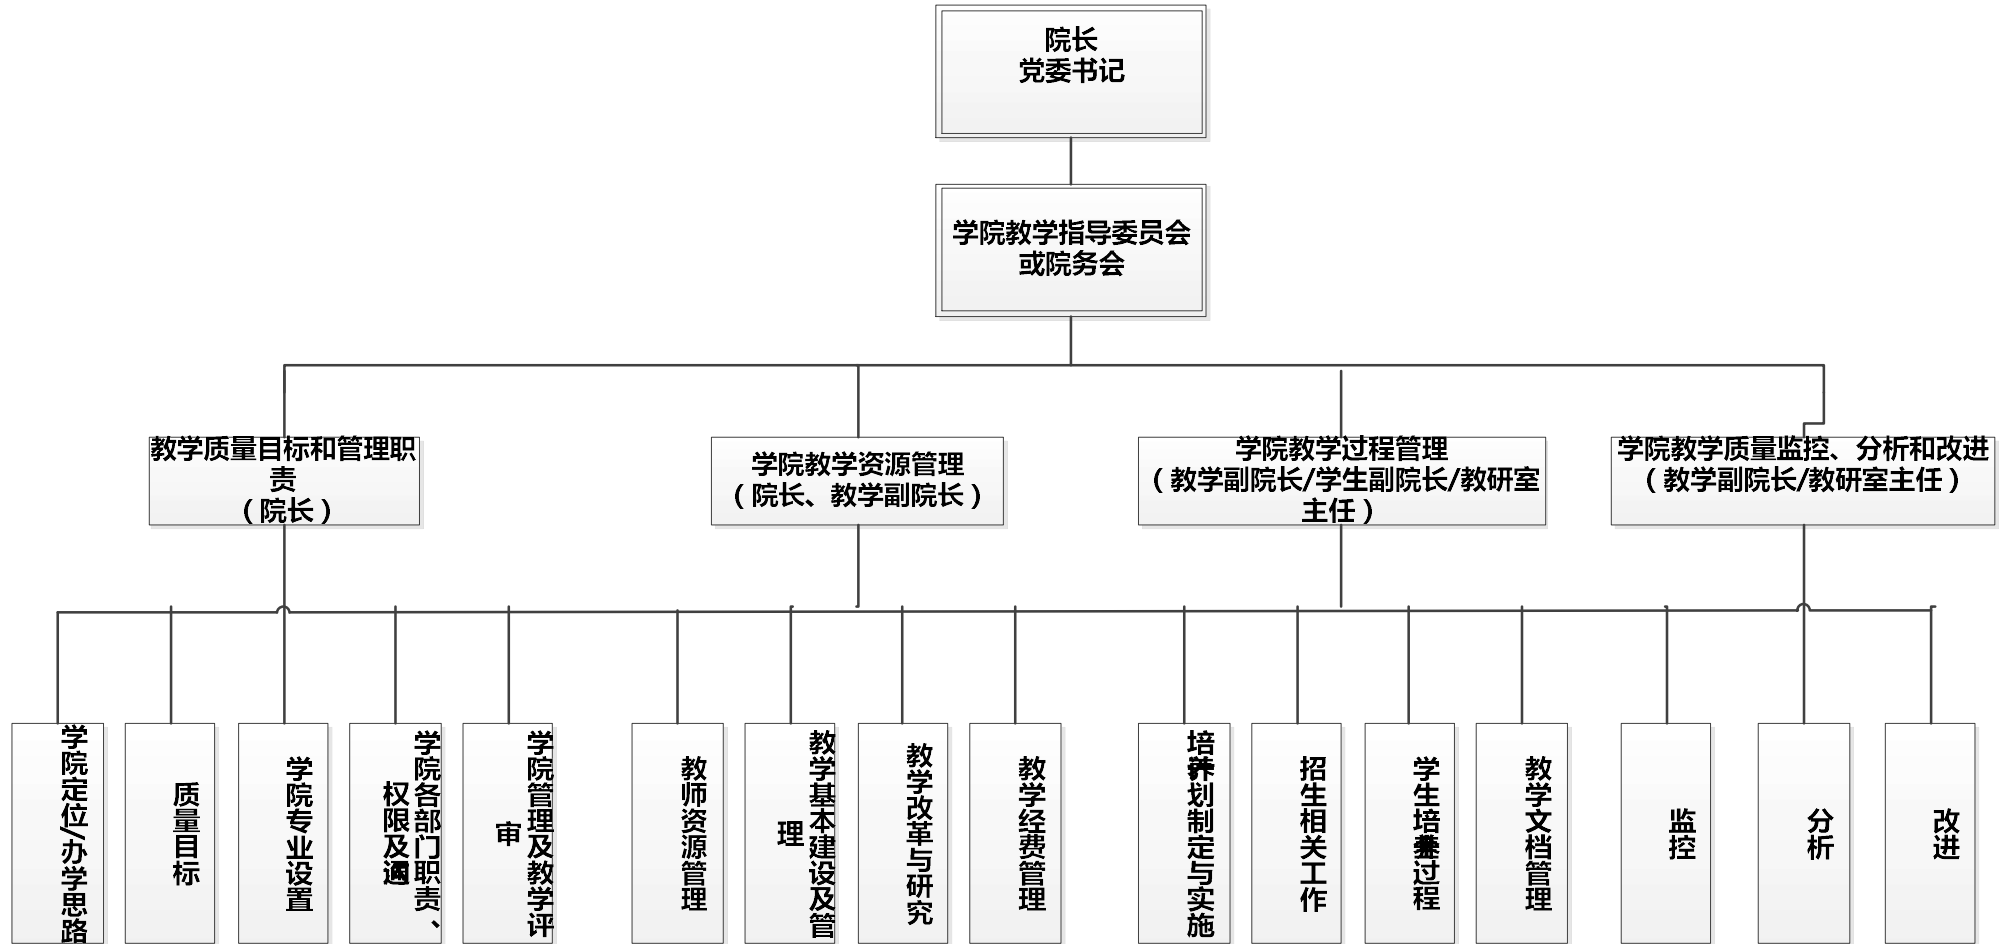 院长
党委书记
学院教学指导委员会
或院务会
教学质量目标和管理职
责
（院长）
学院教学资源管理
（院长、教学副院长）
学院教学过程管理
（教学副院长/学生副院长/教研室
主任）
学院教学质量监控、分析和改进
（教学副院长/教研室主任）
学院定位/办学思路
质量目标
学院专业设置
学院各部门职责、
权限及沟通
学院管理及教学评
审
教师资源管理
教学基本建设及管
理
教学改革与研究
教学经费管理
培养计划制定与实施
招生相关工作
学生培养过程
教学文档管理
监控
分析
改进